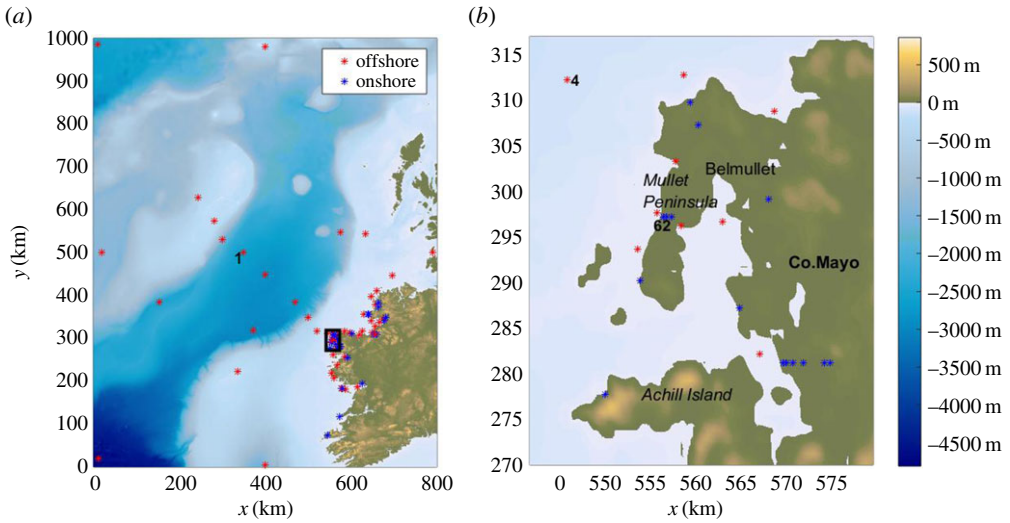 (a)
1000
900
800
700
600
500
400
300
200
100
0
y (km)
0
200
400
600
800
x (km)
* offshore
* onshore
1
(b)
315
310
305
300
295
290
285
280
275
270
0
550
555
560
565
570
575
x (km)
4
Belmullet
Mullet
Peninsula
62
Co.Mayo
Achill Island
500 m
0 m
–500 m
–1000 m
–1500 m
–2000 m
–2500 m
–3000 m
–3500 m
–4000 m
–4500 m